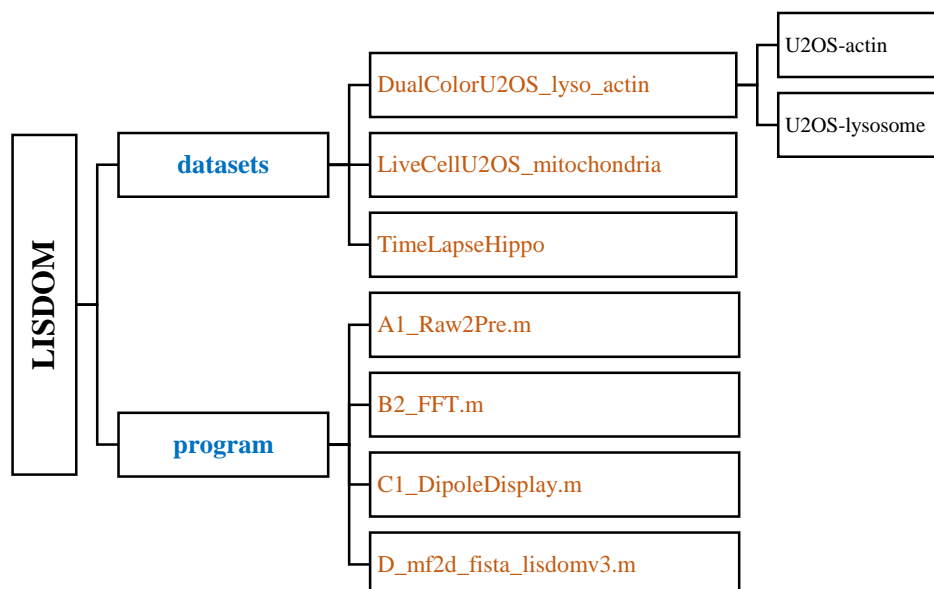 LISDOM
datasets
DualColorU2OS_lyso_actin
U2OS-actin
U2OS-lysosome
LiveCellU2OS_mitochondria
TimeLapseHippo
program
A1_Raw2Pre.m
B2_FFT.m
C1_DipoleDisplay.m
D_mf2d_fista_lisdomv3.m